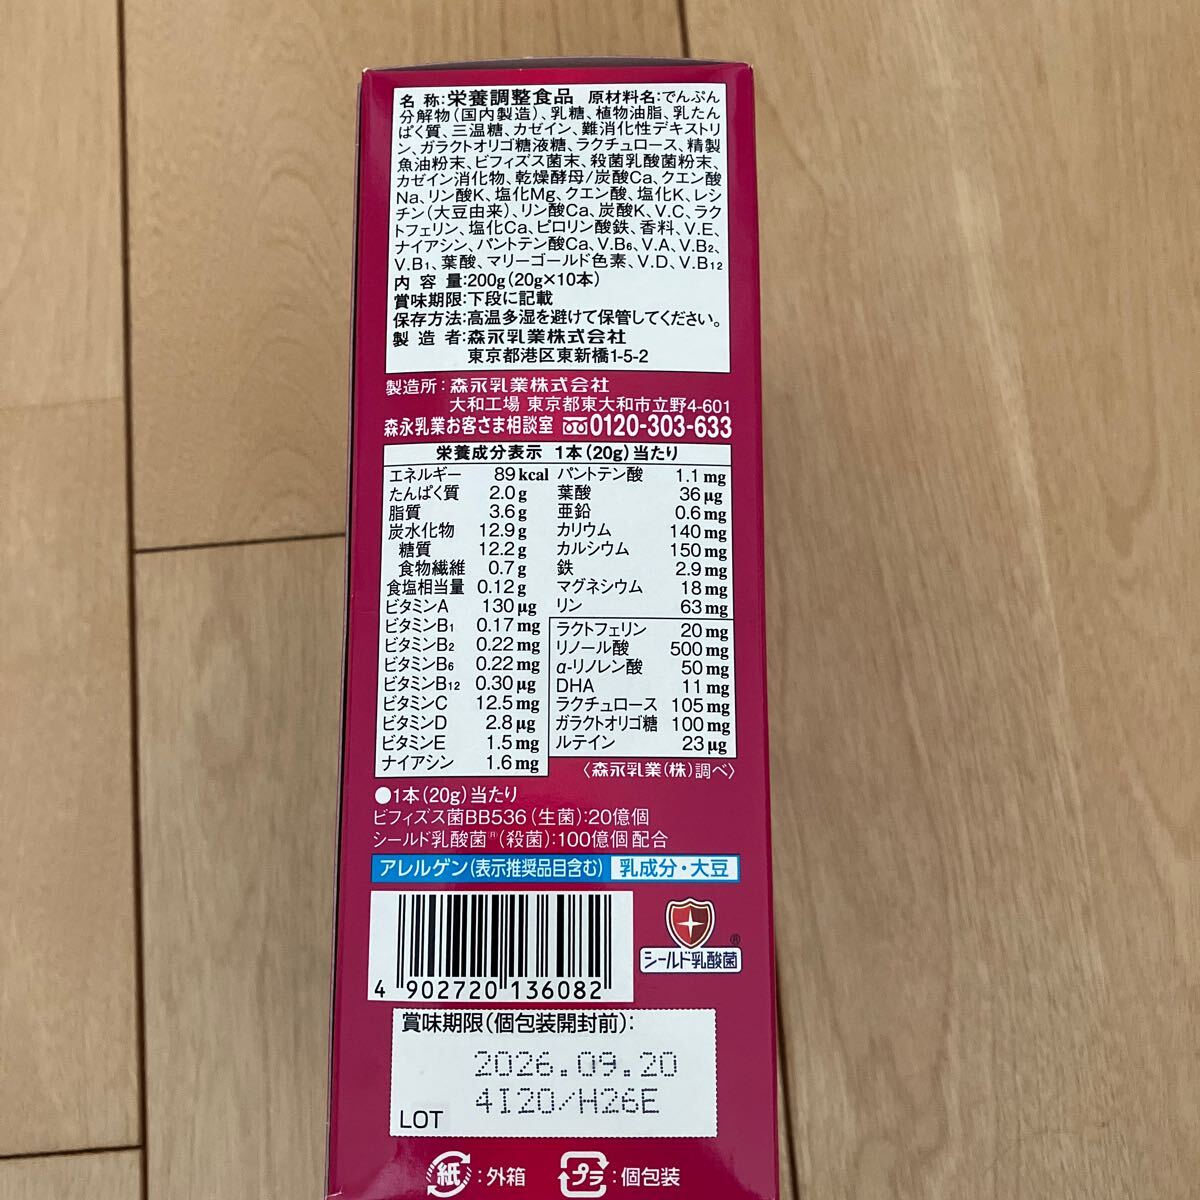 名 称:栄養調整食品 原材料名:でんぷん
分解物(国内製造)、乳糖、植物油脂、乳たん
ぱく質、三温糖、カゼイン、難消化性デキストリ
ン、ガラクトオリゴ糖液糖、ラクチュロース、精製
魚油粉末、ビフィズス菌末、殺菌乳酸菌粉末、
カゼイン消化物、乾燥酵母/炭酸Ca、クエン酸
Na、リン酸K、塩化Mg、クエン酸、塩化K、レシ
チン(大豆由来)、リン酸Ca、炭酸K、V.C、ラク
トフェリン、塩化Ca、ピロリン酸鉄、香料、V.E、
ナイアシン、パントテン酸Ca、V.B6、V.A、V.B2、
V.B1、葉酸、マリーゴールド色素、V.D、V.B12
内 容 量:200g(20g×10本)
賞味期限:下段に記載
保存方法:高温多湿を避けて保管してください。
製 造 者:森永乳業株式会社
東京都港区東新橋1-5-2
製造所:森永乳業株式会社
大和工場 東京都東大和市立野4-601
森永乳業お客さま相談室 0120-303-633
栄養成分表示 1本(20g)当たり
エネルギー 89kcal
たんぱく質 2.0g
脂質 3.6g
炭水化物 12.9g
糖質 12.2g
食物繊維 0.7g
食塩相当量 0.12g
ビタミンA 130μg
ビタミンB1 0.17mg
ビタミンB2 0.22mg
ビタミンB6 0.22mg
ビタミンB12 0.30μg
ビタミンC 12.5mg
ビタミンD 2.8μg
ビタミンE 1.5mg
ナイアシン 1.6mg
パントテン酸 1.1mg
葉酸 36μg
亜鉛 0.6mg
カリウム 140mg
カルシウム 150mg
鉄 2.9mg
マグネシウム 18mg
リン 63mg
ラクトフェリン 20mg
リノール酸 500mg
α-リノレン酸 50mg
DHA 11mg
ラクチュロース 105mg
ガラクトオリゴ糖 100mg
ルテイン 23μg
〈森永乳業(株)調べ〉
●1本(20g)当たり
ビフィズス菌BB536(生菌):20億個
シールド乳酸菌®(殺菌):100億個配合
アレルゲン(表示推奨品目含む) 乳成分・大豆
4 902720 136082
シールド乳酸菌®
賞味期限(個包装開封前):
2026.09.20
4I20/H26E
LOT
紙:外箱 プラ:個包装